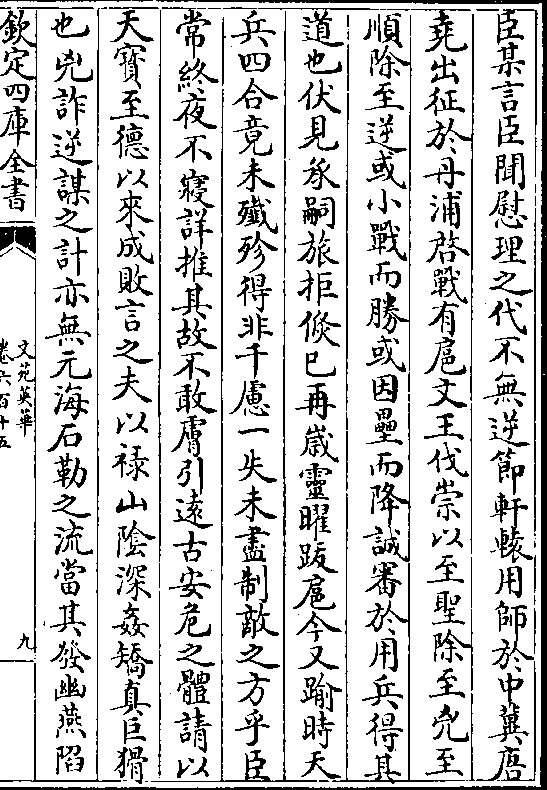 臣某言臣聞慰理之代不無逆節軒轅用師於中冀唐
堯出征於丹浦啓戰有扈文王伐崇以至聖除至兇至
順除至逆或小戰而勝或因壘而降誠審於用兵得其
道也伏見承嗣旅拒倐已再歲靈曜跋扈今又踰時天
兵四合竟未殱殄得非千慮一失未盡制敵之方乎臣
常終夜不寢詳推其故不敢膚引遠古安危之體請以
天寳至德以來成敗言之夫以禄山隂深姦矯真巨猾
也兇詐逆謀之計亦無元海石勒之流當其發幽燕陷
欽定四庫全書
文苑英華
卷六百十五
九